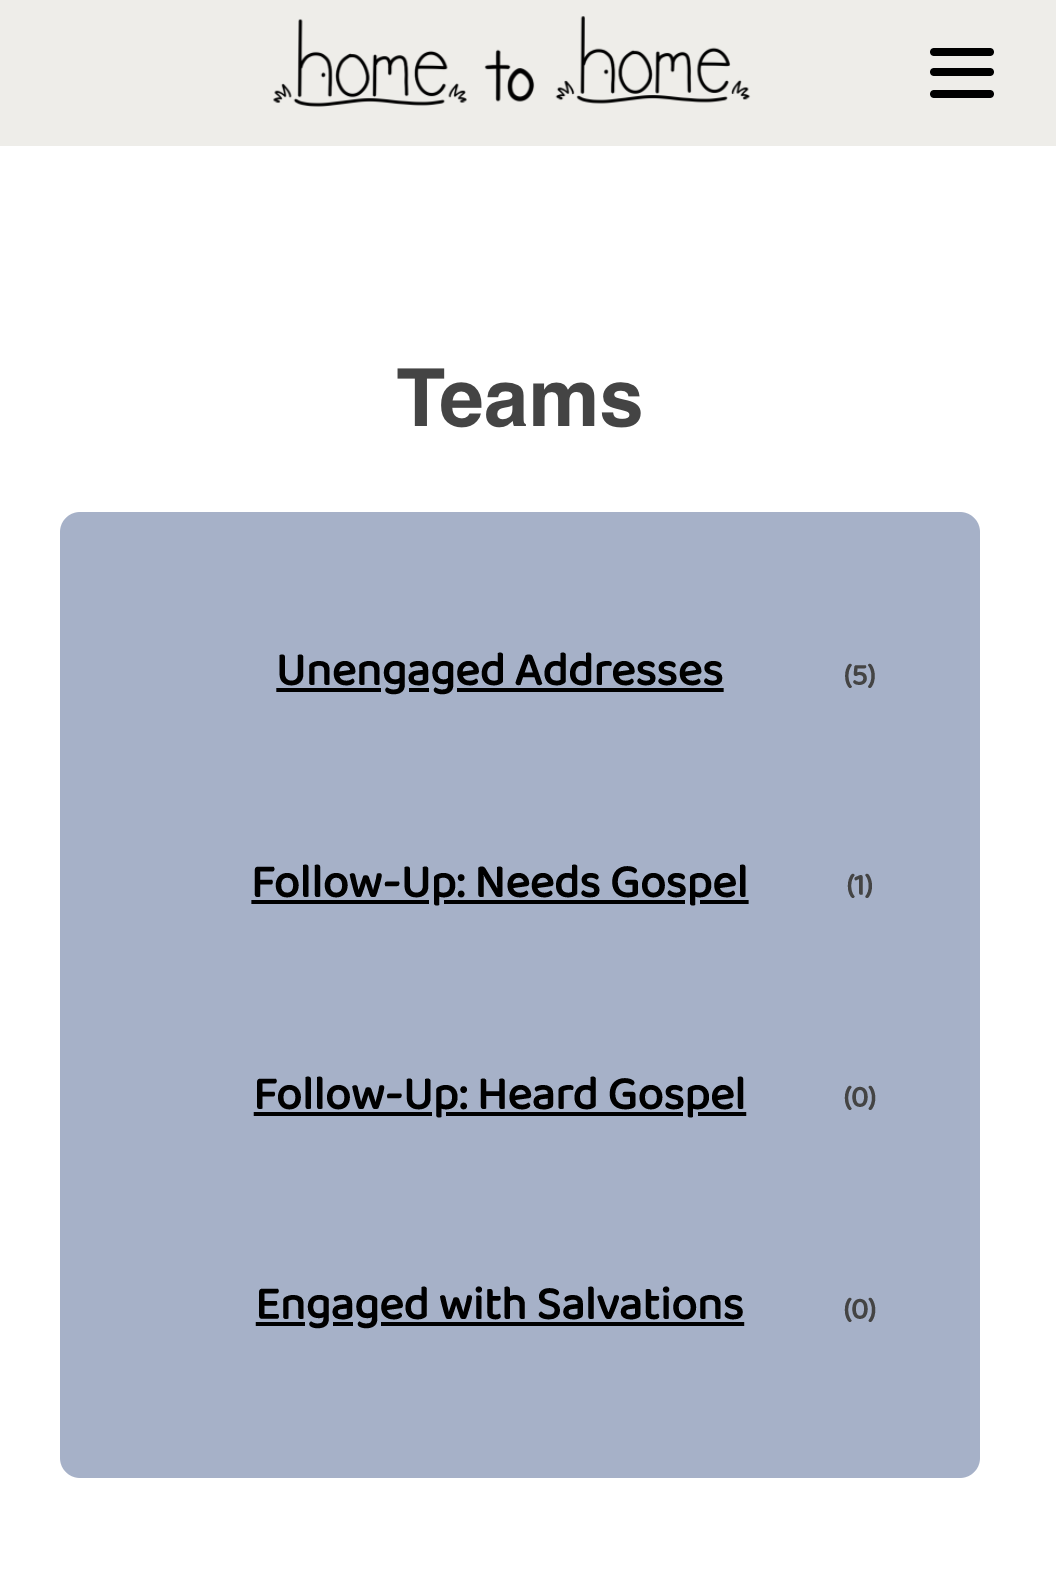 home to home
Teams
Unengaged Addresses (5)
Follow-Up: Needs Gospel (1)
Follow-Up: Heard Gospel (0)
Engaged with Salvations (0)